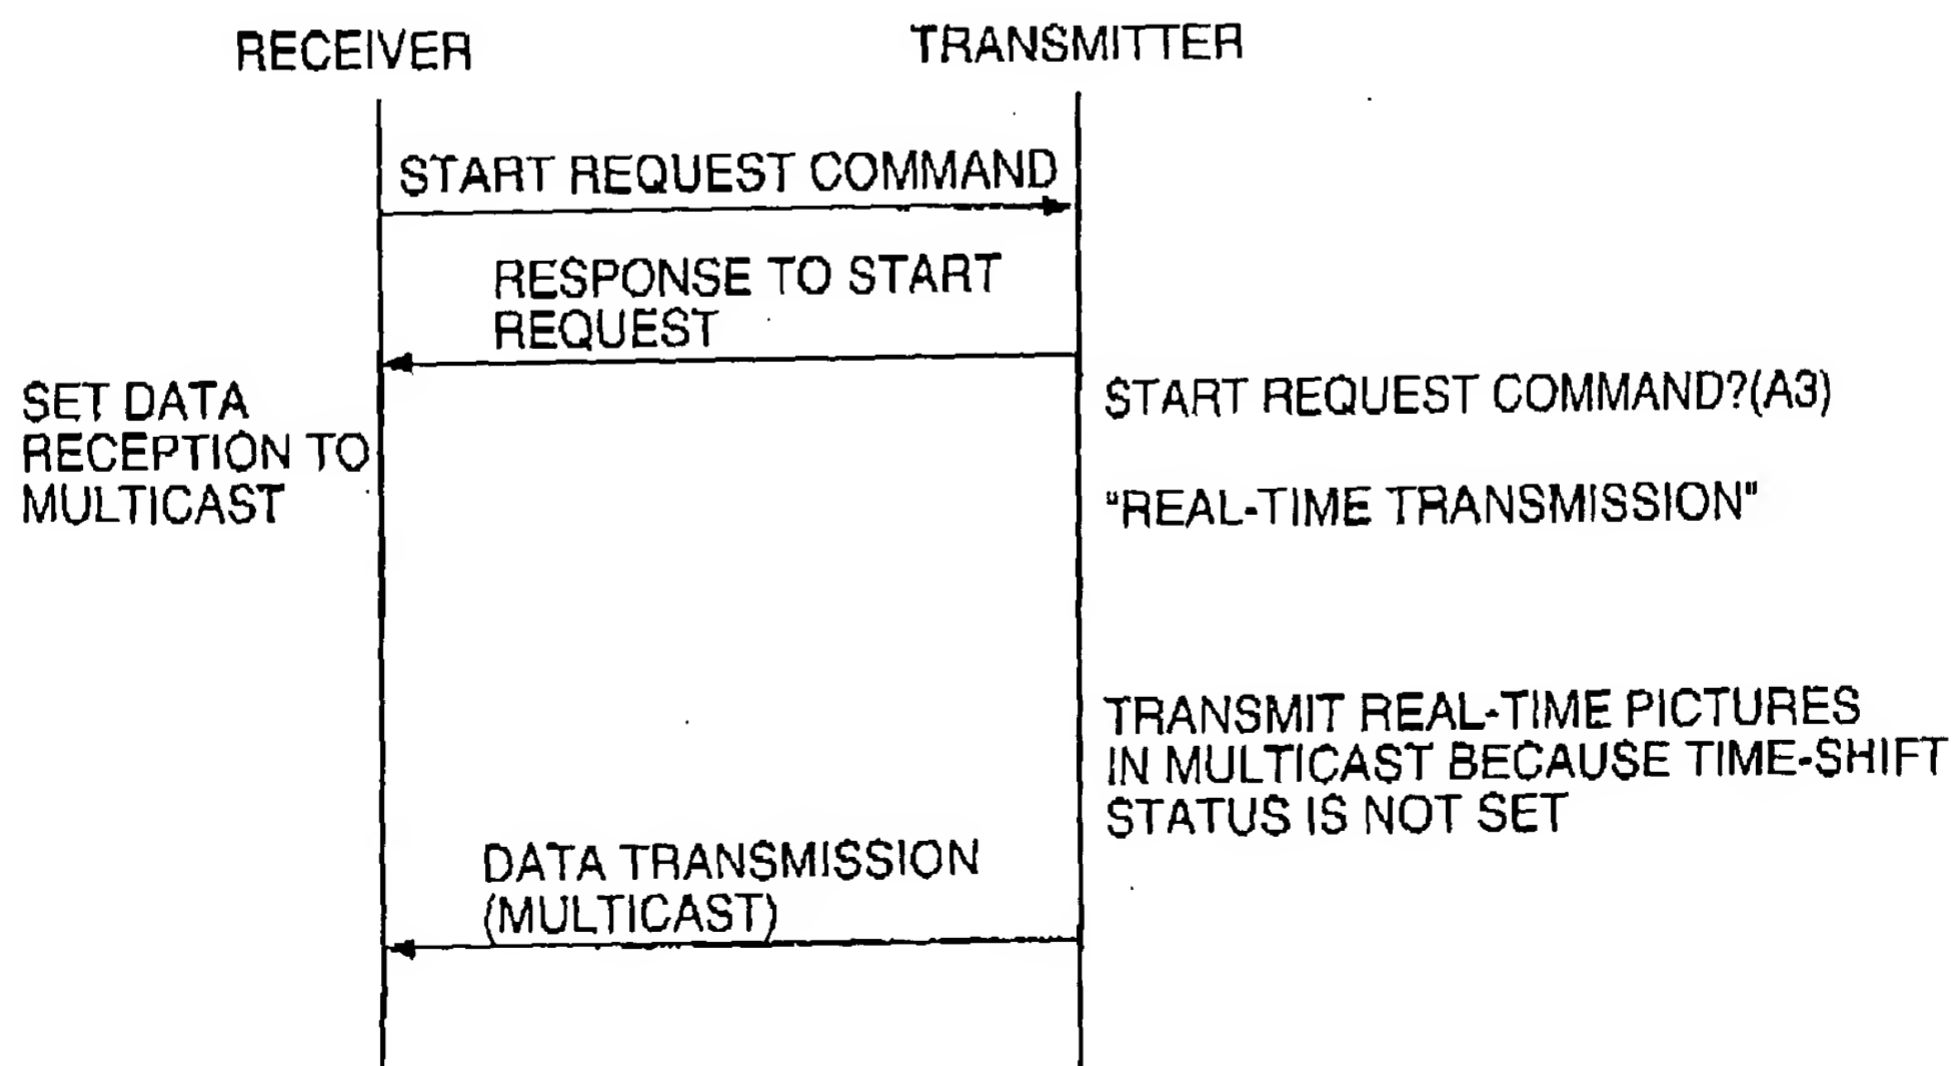 RECEIVER
TRANSMITTER
START REQUEST COMMAND
RESPONSE TO START
REQUEST
SET DATA
RECEPTION TO
MULTICAST
START REQUEST COMMAND?(A3)
"REAL-TIME TRANSMISSION"
TRANSMIT REAL-TIME PICTURES
IN MULTICAST BECAUSE TIME-SHIFT
STATUS IS NOT SET
DATA TRANSMISSION
(MULTICAST)